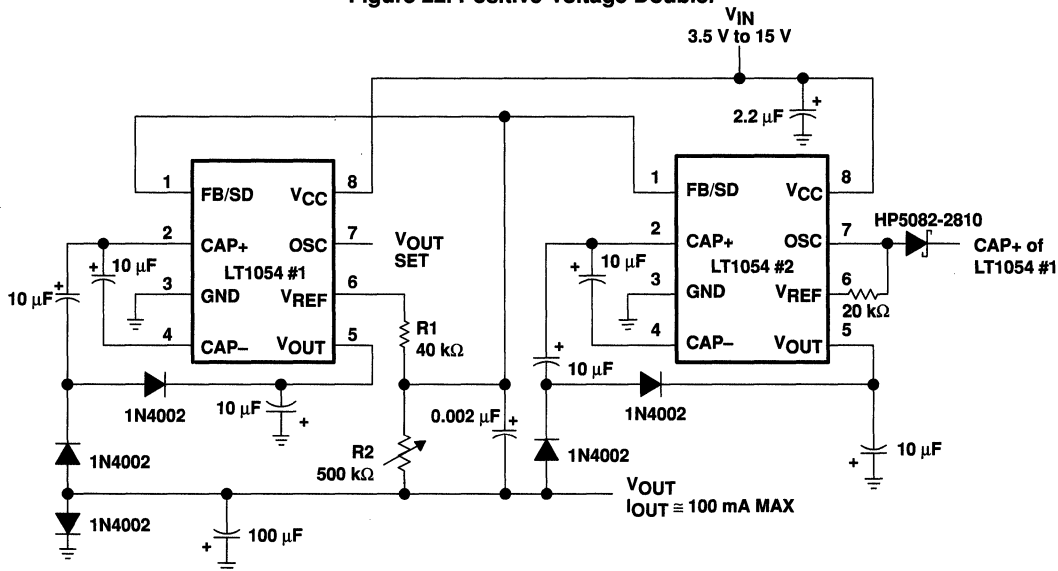 Figure 22. Positive Voltage Doubler
VIN
3.5 V to 15 V
2.2 μF
+
1
FB/SD
VCC
8
2
CAP+
OSC
7
VOUT
SET
LT1054 #1
3
GND
VREF
6
4
CAP–
VOUT
5
+
10 μF
+
10 μF
R1
40 kΩ
1N4002
10 μF
+
0.002 μF
+
R2
500 kΩ
1N4002
1N4002
100 μF
+
VOUT
IOUT ≅ 100 mA MAX
1
FB/SD
VCC
8
2
CAP+
OSC
7
LT1054 #2
3
GND
VREF
6
4
CAP–
VOUT
5
HP5082-2810
CAP+ of
LT1054 #1
20 kΩ
+
10 μF
+
10 μF
1N4002
1N4002
10 μF
+